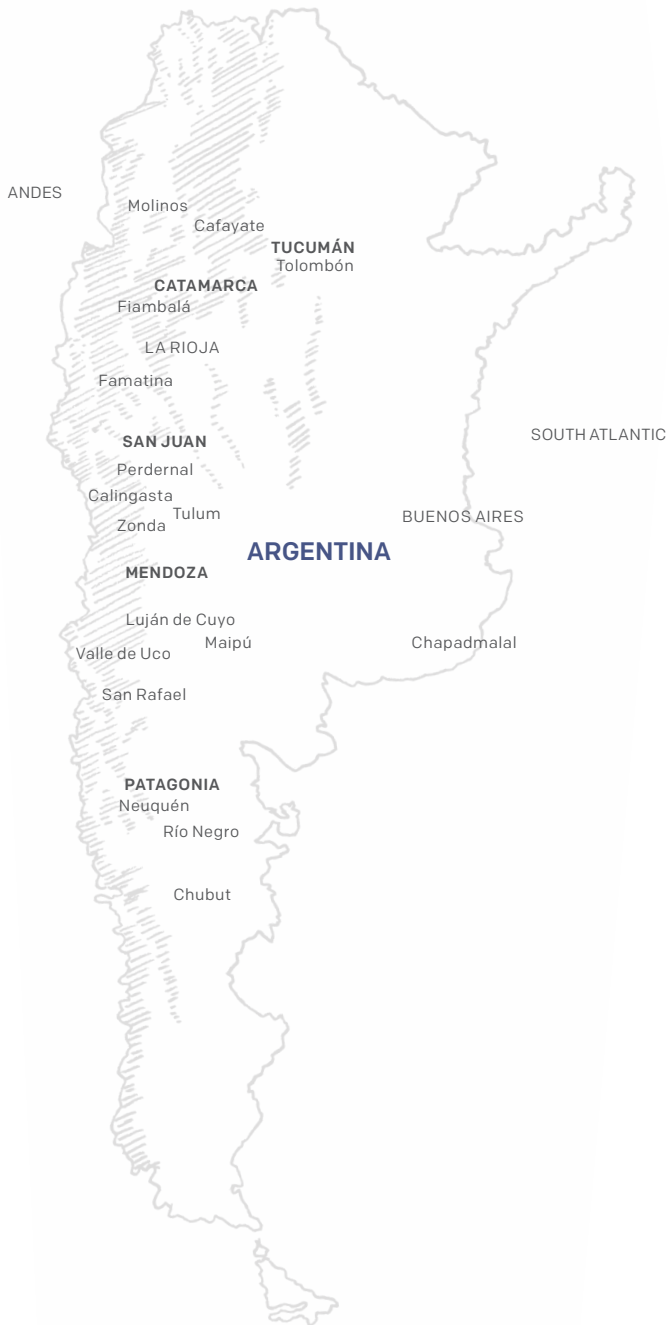 ANDES
Molinos
Cafayate
TUCUMÁN
Tolombón
CATAMARCA
Fiambalá
LA RIOJA
Famatina
SOUTH ATLANTIC
SAN JUAN
Perdernal
Calingasta
Tulum
Zonda
BUENOS AIRES
ARGENTINA
MENDOZA
Luján de Cuyo
Maipú
Chapadmalal
Valle de Uco
San Rafael
PATAGONIA
Neuquén
Río Negro
Chubut